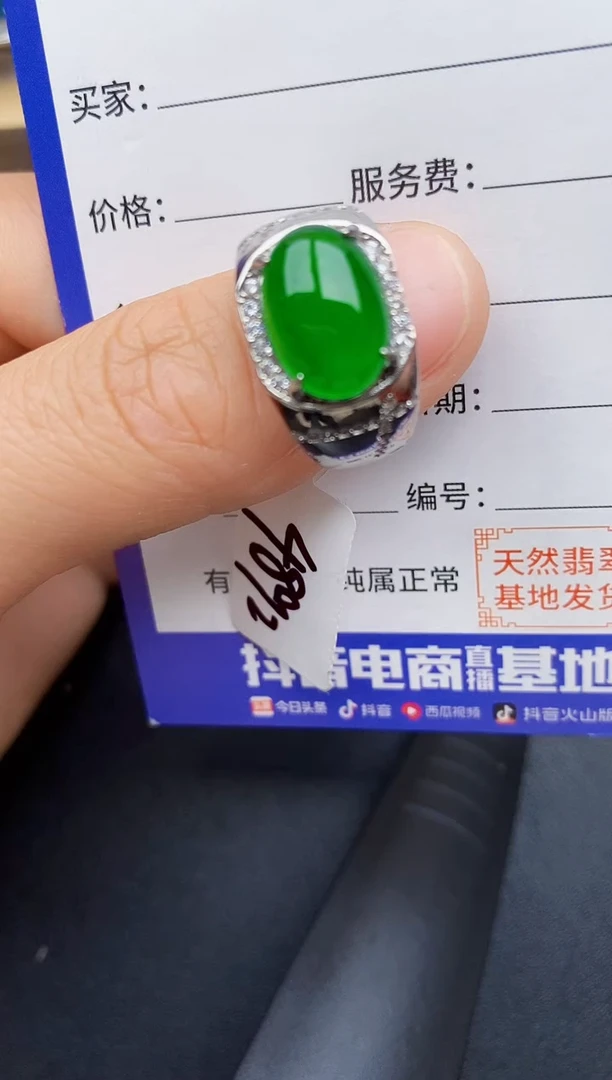 买家：
价格：
服务费：
期：
编号：
有
纯属正常
天然翡翠
基地发货
抖音电商直播基地
今日头条 抖音 西瓜视频 抖音火山版